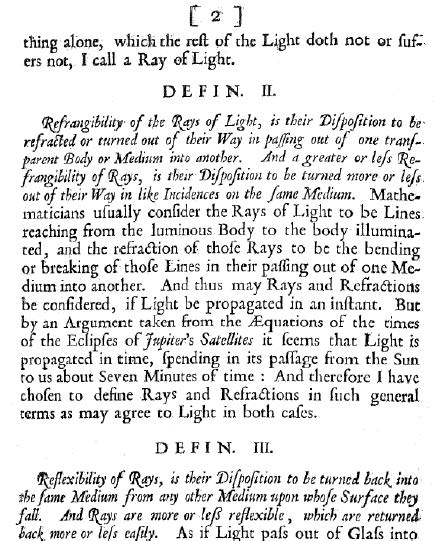 [ 2 ]
thing alone, which the reſt of the Light doth not or ſuf-
ers not, I call a Ray of Light.
DEFIN. II.
Refrangibility of the Rays of Light, is their Diſpoſition to be
refracted or turned out of their Way in paſſing out of one tranſ-
parent Body or Medium into another. And a greater or leſs Re-
frangibility of Rays, is their Diſpoſition to be turned more or leſs
out of their Way in like Incidences on the ſame Medium. Mathe-
maticians uſually conſider the Rays of Light to be Lines
reaching from the luminous Body to the body illumina-
ted, and the refraction of thoſe Rays to be the bending
or breaking of thoſe Lines in their paſſing out of one Me-
dium into another. And thus may Rays and Refractions
be conſidered, if Light be propagated in an inſtant. But
by an Argument taken from the Æquations of the times
of the Eclipſes of Jupiter's Satellites it ſeems that Light is
propagated in time, ſpending in its paſſage from the Sun
to us about Seven Minutes of time : And therefore I have
choſen to define Rays and Refractions in ſuch general
terms as may agree to Light in both caſes.
DEFIN. III.
Reflexibility of Rays, is their Diſpoſition to be turned back into
the ſame Medium from any other Medium upon whoſe Surface they
fall. And Rays are more or leſs reflexible, which are returned
back more or leſs eaſily. As if Light paſs out of Glaſs into